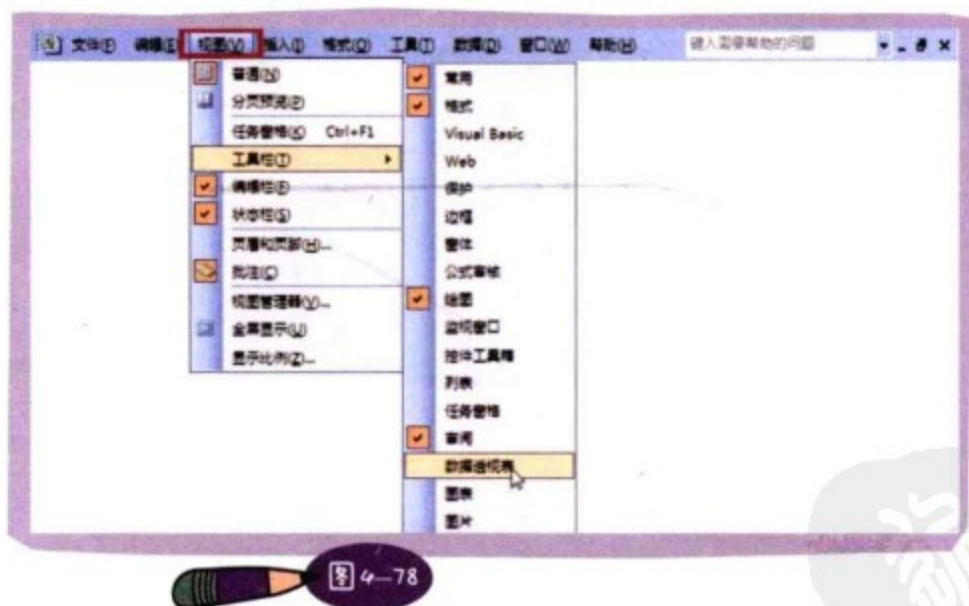 文件(F) 编辑(E) 视图(V) 插入(I) 格式(O) 工具(T) 数据(D) 窗口(W) 帮助(H) 键入需要帮助的问题
普通(N)
分页预览(P)
任务窗格(K) Ctrl+F1
工具栏(T)
编辑栏(F)
状态栏(S)
页眉和页脚(H)...
批注(C)
视图管理器(V)...
全屏显示(U)
显示比例(Z)...
常用
格式
Visual Basic
Web
保护
边框
窗体
公式审核
绘图
监视窗口
控件工具箱
列表
任务窗格
审阅
数据透视表
图表
图片
图 4—78